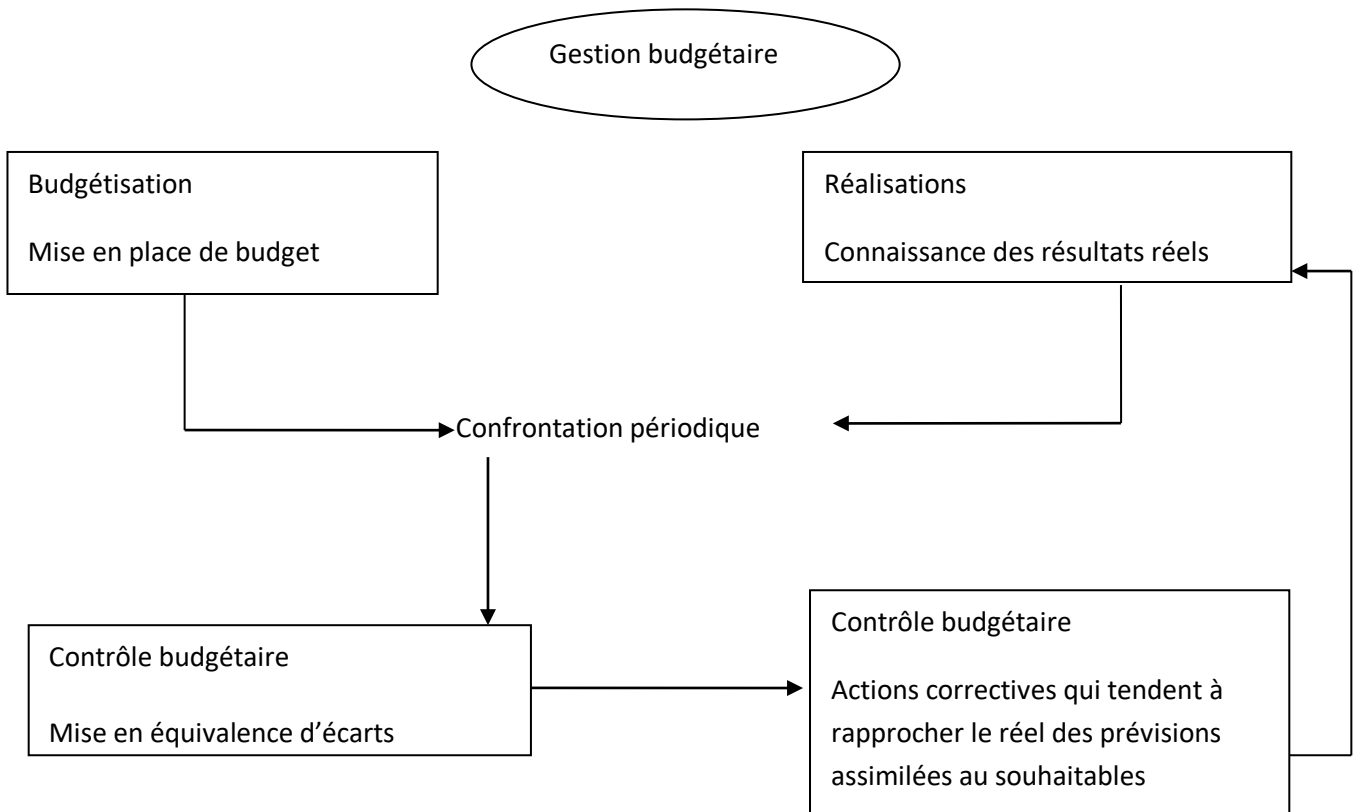 Gestion budgétaire
Budgétisation
Mise en place de budget
Réalisations
Connaissance des résultats réels
Confrontation périodique
Contrôle budgétaire
Mise en équivalence d'écarts
Contrôle budgétaire
Actions correctives qui tendent à
rapprocher le réel des prévisions
assimilées au souhaitables